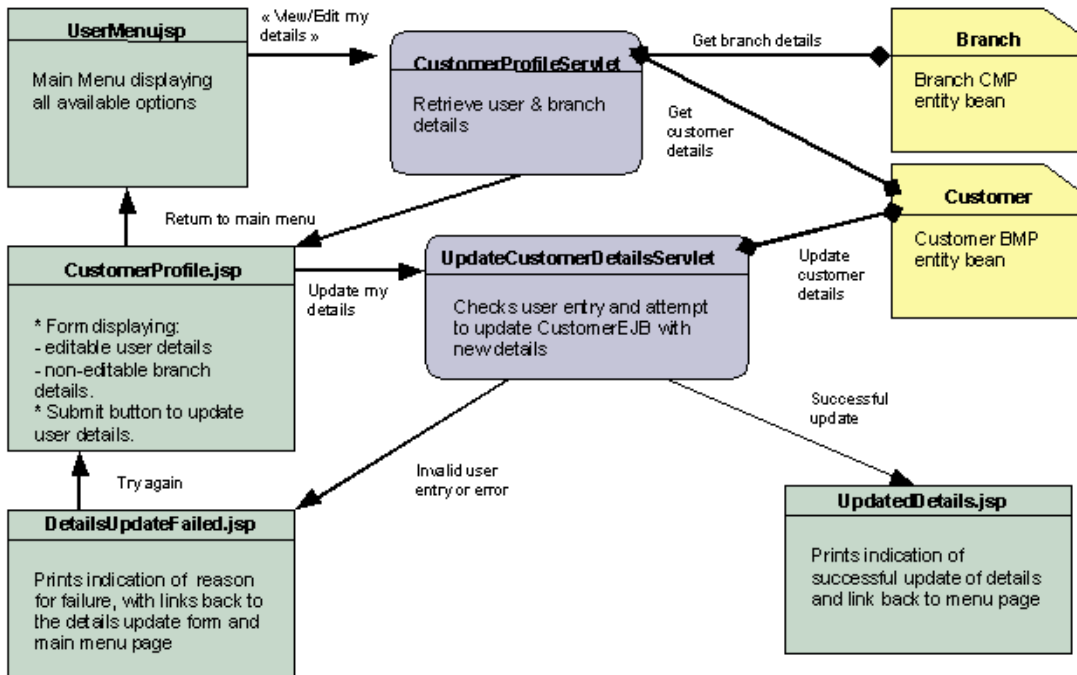 UserMenu.jsp
Main Menu displaying
all available options
« View/Edit my
details »
CustomerProfileServlet
Retrieve user & branch
details
Get branch details
Branch
Branch CMP
entity bean
Get
customer
details
Customer
Customer BMP
entity bean
Return to main menu
CustomerProfile.jsp
* Form displaying:
- editable user details
- non-editable branch
details.
* Submit button to update
user details.
Update my
details
UpdateCustomerDetailsServlet
Checks user entry and attempt
to update CustomerEJB with
new details
Update
customer
details
Try again
Invalid user
entry or error
Successful
update
DetailsUpdateFailed.jsp
Prints indication of reason
for failure, with links back to
the details update form and
main menu page
UpdatedDetails.jsp
Prints indication of
successful update of details
and link back to menu page